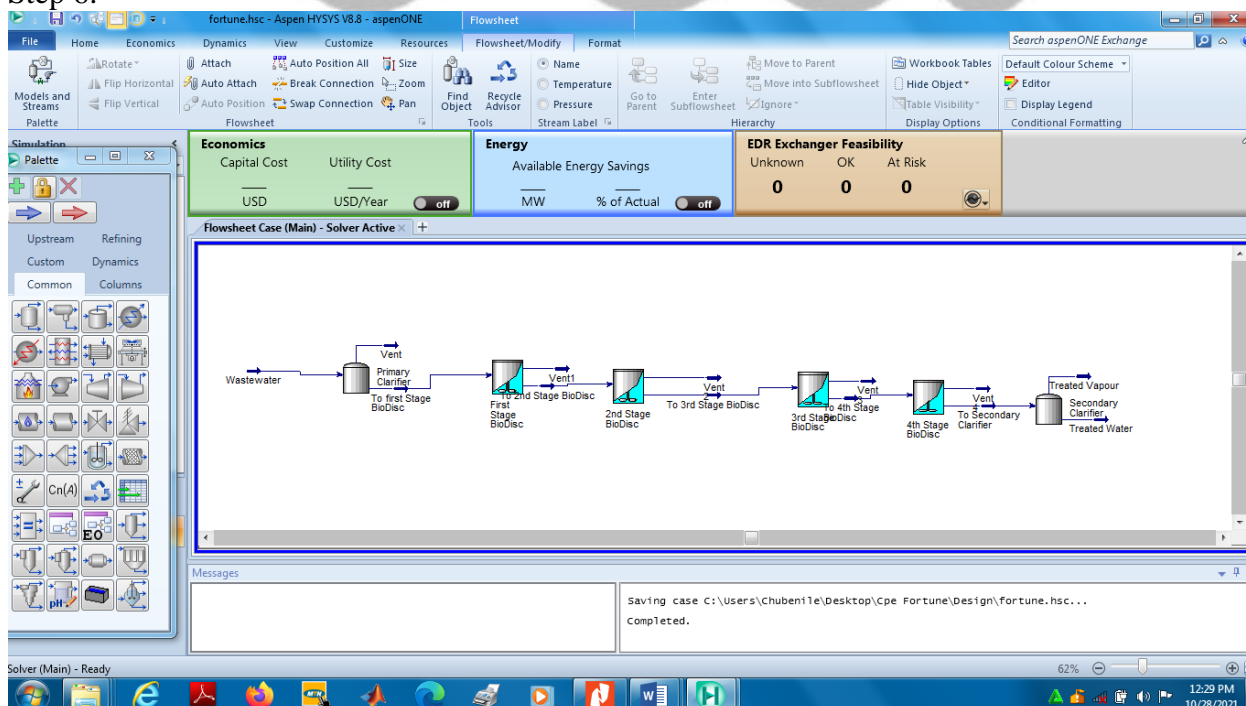 Step 6:
fortune.hsc - Aspen HYSYS V8.8 - aspenONE
Flowsheet
File
Home
Economics
Dynamics
View
Customize
Resources
Flowsheet/Modify
Format
Search aspenONE Exchange
Models and Streams
Rotate
Flip Horizontal
Flip Vertical
Palette
Attach
Auto Attach
Auto Position
Auto Position All
Break Connection
Swap Connection
Size
Zoom
Pan
Flowsheet
Find Object
Recycle Advisor
Tools
Name
Temperature
Pressure
Stream Label
Go to Parent
Enter Subflowsheet
Move to Parent
Move into Subflowsheet
Ignore
Hierarchy
Workbook Tables
Hide Object
Table Visibility
Display Options
Default Colour Scheme
Editor
Display Legend
Conditional Formatting
Simulation
Palette
Upstream
Refining
Custom
Dynamics
Common
Columns
Cn(A)
EO
pH
Economics
Capital Cost
Utility Cost
USD
USD/Year
off
Energy
Available Energy Savings
MW
% of Actual
off
EDR Exchanger Feasibility
Unknown
OK
At Risk
0
0
0
Flowsheet Case (Main) - Solver Active
Wastewater
Vent
Primary Clarifier
To first Stage BioDisc
First Stage BioDisc
Vent1
To 2nd Stage BioDisc
2nd Stage BioDisc
Vent 2
To 3rd Stage BioDisc
3rd Stage BioDisc
Vent
To 4th Stage BioDisc
4th Stage BioDisc
Vent 4
To Secondary Clarifier
Treated Vapour
Secondary Clarifier
Treated Water
Messages
Saving case C:\Users\Chubenile\Desktop\Cpe Fortune\Design\fortune.hsc...
Completed.
Solver (Main) - Ready
62%
12:29 PM
10/28/2021